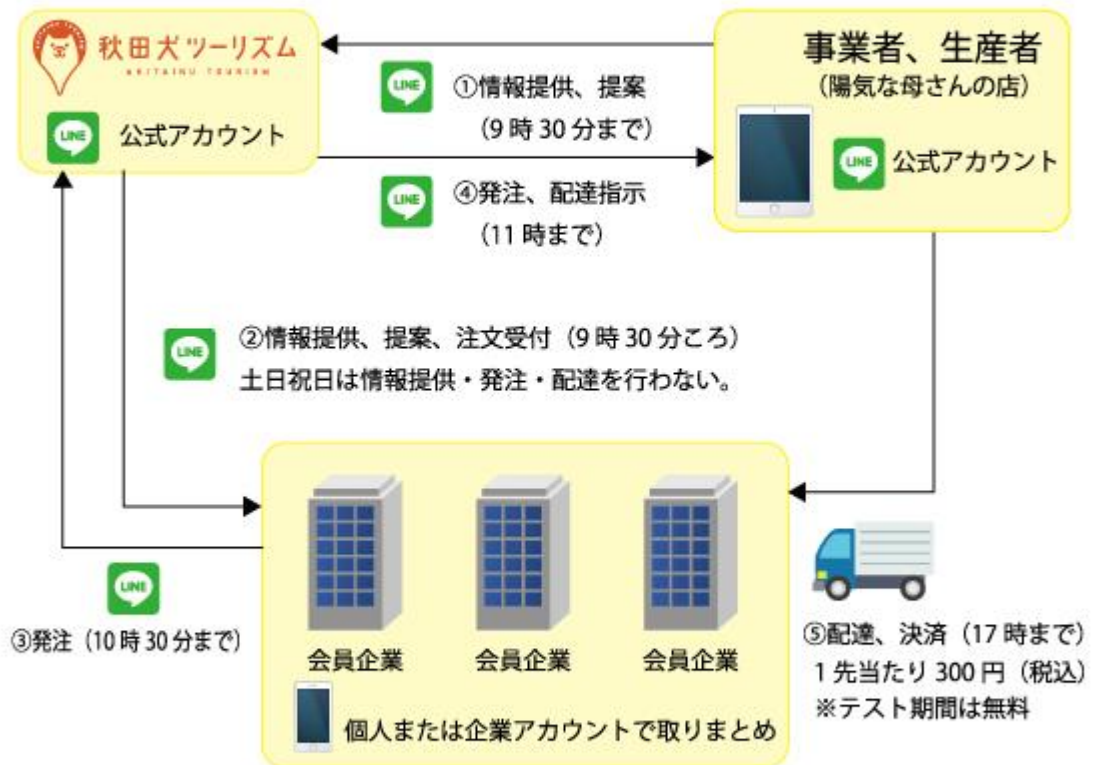 秋田犬ツーリズム
AKITAINU TOURISM
LINE 公式アカウント
事業者、生産者
(陽気な母さんの店)
LINE 公式アカウント
LINE ①情報提供、提案
(9時30分まで)
LINE ④発注、配達指示
(11時まで)
LINE ②情報提供、提案、注文受付(9時30分ころ)
土日祝日は情報提供・発注・配達を行わない。
LINE
③発注(10時30分まで)
会員企業 会員企業 会員企業
個人または企業アカウントで取りまとめ
⑤配達、決済(17時まで)
1先当たり300円(税込)
※テスト期間は無料